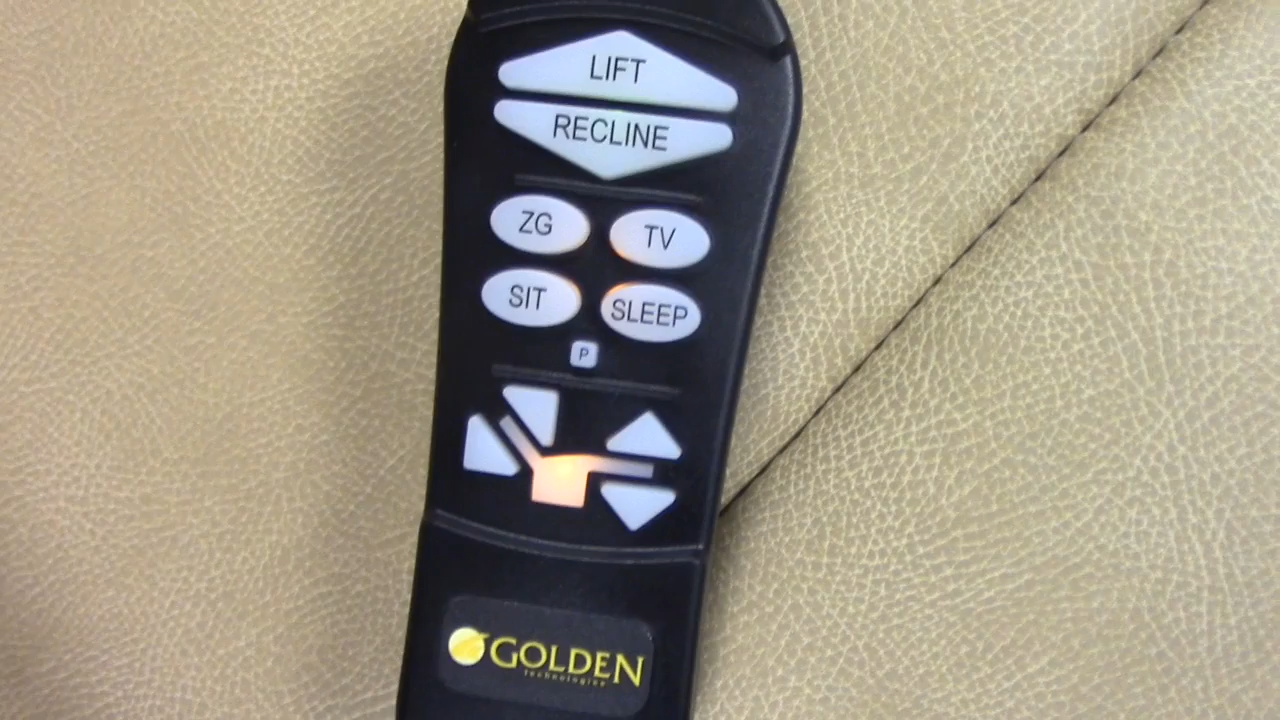 LIFT
RECLINE
ZG TV
SIT SLEEP
P
GOLDEN
technologies